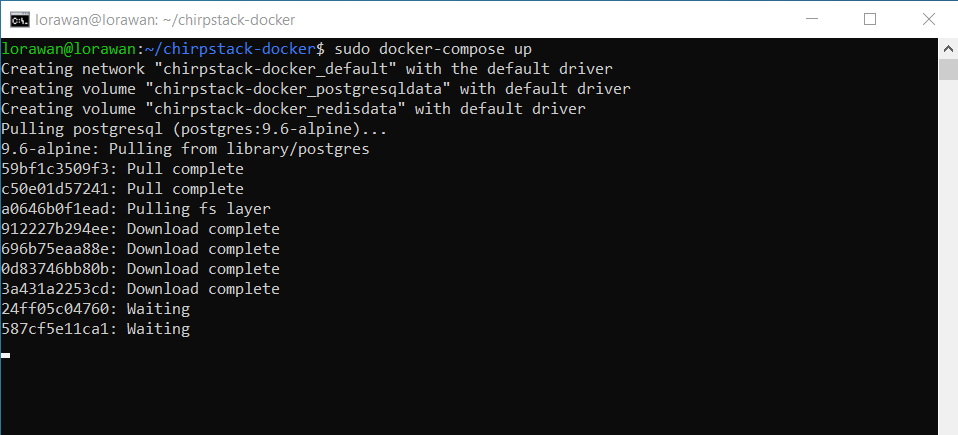 lorawan@lorawan: ~/chirpstack-docker
lorawan@lorawan:~/chirpstack-docker$ sudo docker-compose up
Creating network "chirpstack-docker_default" with the default driver
Creating volume "chirpstack-docker_postgresqldata" with default driver
Creating volume "chirpstack-docker_redisdata" with default driver
Pulling postgresql (postgres:9.6-alpine)...
9.6-alpine: Pulling from library/postgres
59bf1c3509f3: Pull complete
c50e01d57241: Pull complete
a0646b0f1ead: Pulling fs layer
912227b294ee: Download complete
696b75eaa88e: Download complete
0d83746bb80b: Download complete
3a431a2253cd: Download complete
24ff05c04760: Waiting
587cf5e11ca1: Waiting